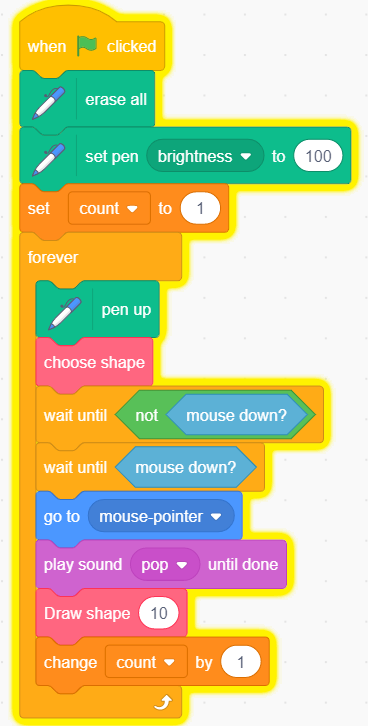 when clicked
erase all
set pen brightness to 100
set count to 1
forever
pen up
choose shape
wait until not mouse down?
wait until mouse down?
go to mouse-pointer
play sound pop until done
Draw shape 10
change count by 1